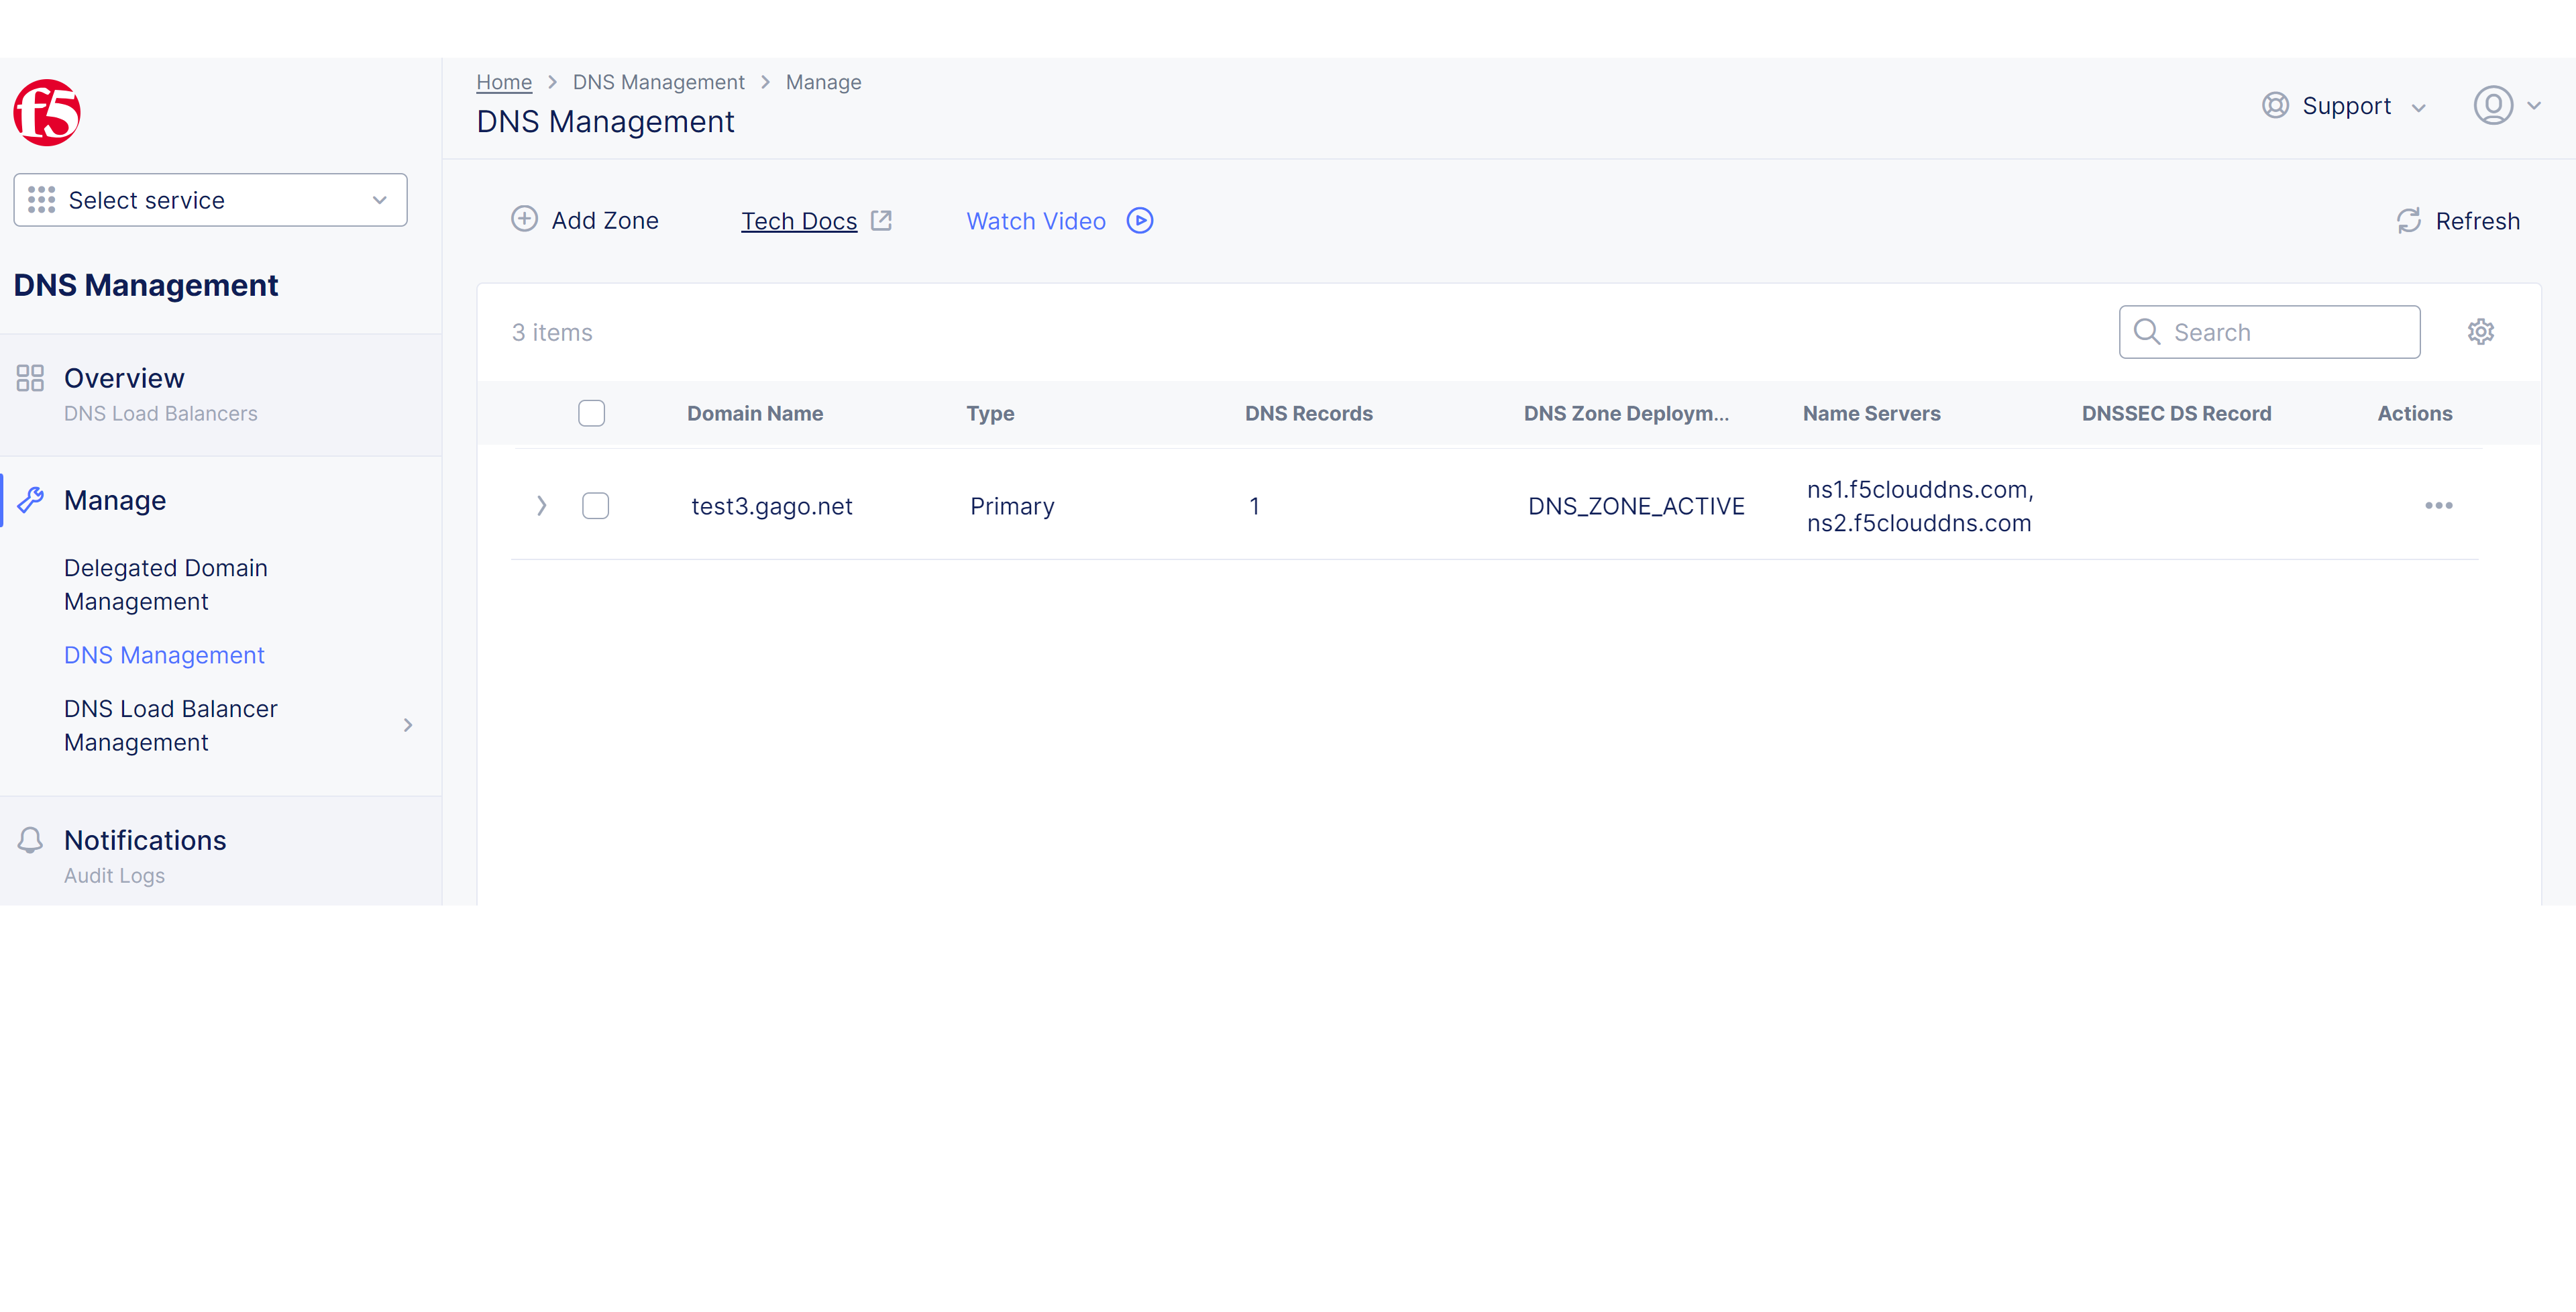 f5
Select service
DNS Management
Overview
DNS Load Balancers
Manage
Delegated Domain
Management
DNS Management
DNS Load Balancer
Management
Notifications
Audit Logs
Home > DNS Management > Manage
DNS Management
Support
Add Zone Tech Docs Watch Video Refresh
3 items Search
Domain Name Type DNS Records DNS Zone Deploym... Name Servers DNSSEC DS Record Actions
test3.gago.net Primary 1 DNS_ZONE_ACTIVE ns1.f5clouddns.com,
ns2.f5clouddns.com